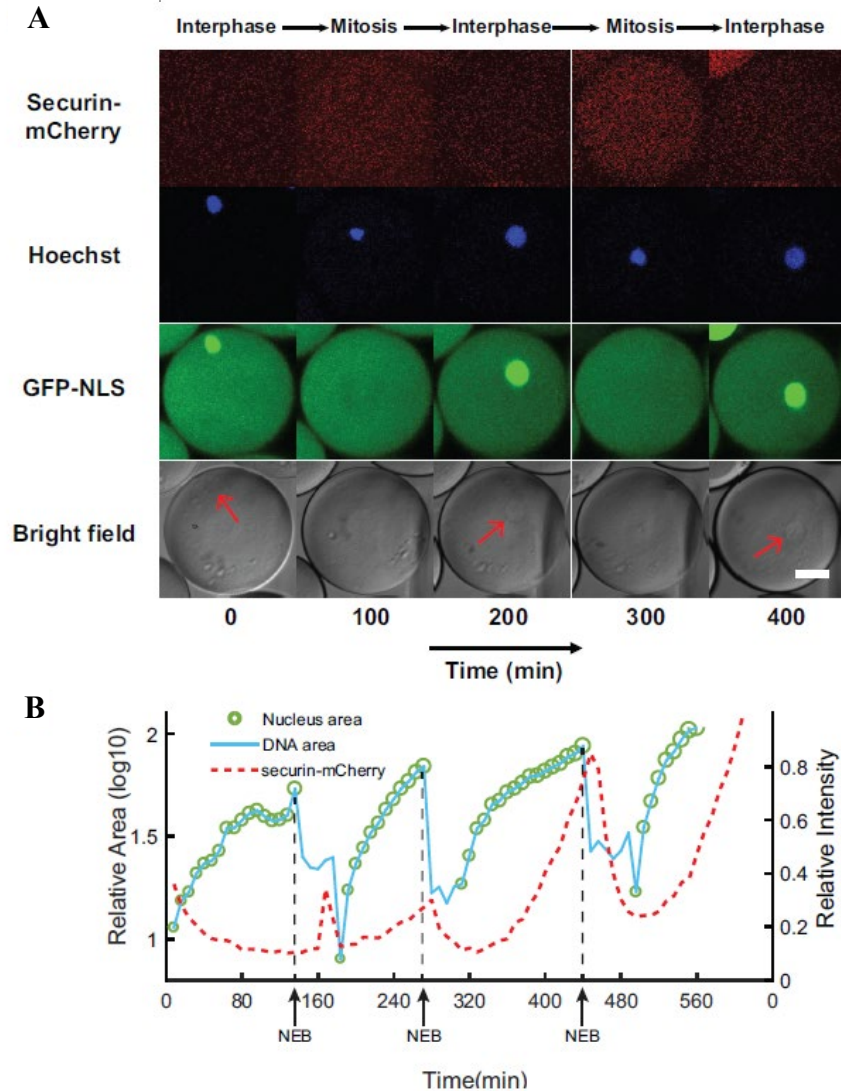 A
Interphase Mitosis Interphase Mitosis Interphase
Securin-
mCherry
Hoechst
GFP-NLS
Bright field
0 100 200 300 400
Time (min)
B
Nucleus area
DNA area
securin-mCherry
Relative Area (log10)
2
1.5
1
Relative Intensity
0.8
0.6
0.4
0.2
0
0 80 160 240 320 400 480 560 0
NEB NEB NEB
Time(min)